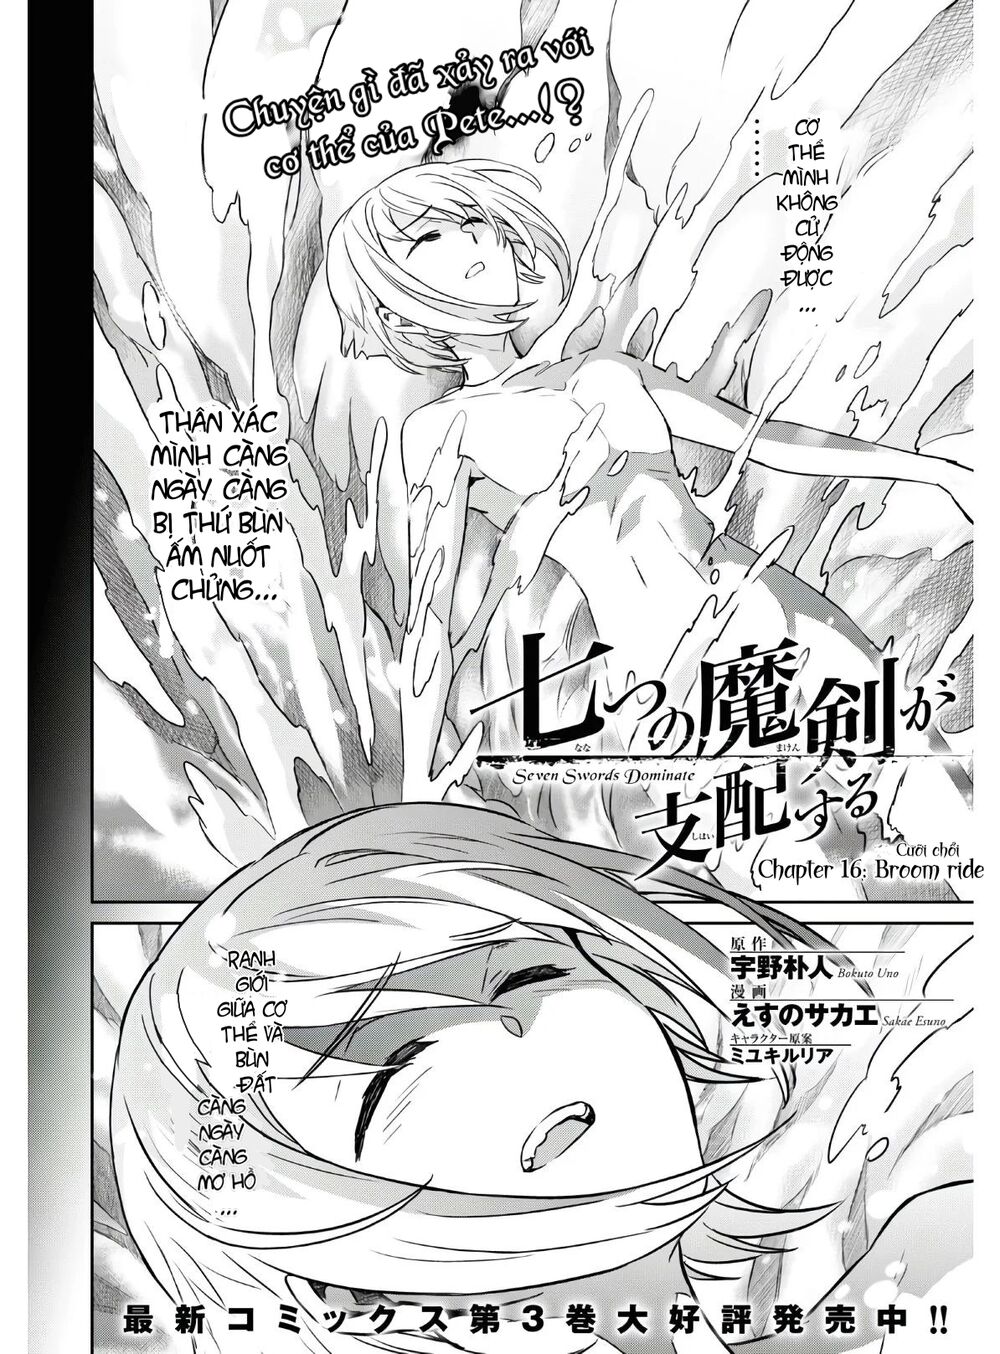 Chuyện gì đã xảy ra với
cơ thể của Pete...!?
......
CƠ
THỂ
MÌNH
KHÔNG
CỬ
ĐỘNG
ĐƯỢC
...
THÂN XÁC
MÌNH CÀNG
NGÀY CÀNG
BỊ THỨ BÙN
ẤM NUỐT
CHỬNG...
七つの魔剣が
なな
まけん
Seven Swords Dominate
支配する
しはい
Cưỡi chổi
Chapter 16: Broom ride
原作
宇野朴人 Bokuto Uno
漫画
えすのサカエ Sakae Esuno
キャラクター原案
ミユキルリア
RANH
GIỚI
GIỮA CƠ
THỂ VÀ
BÙN
ĐẤT
CÀNG
NGÀY
CÀNG
MƠ HỒ
...
最新コミックス第3巻大好評発売中!!